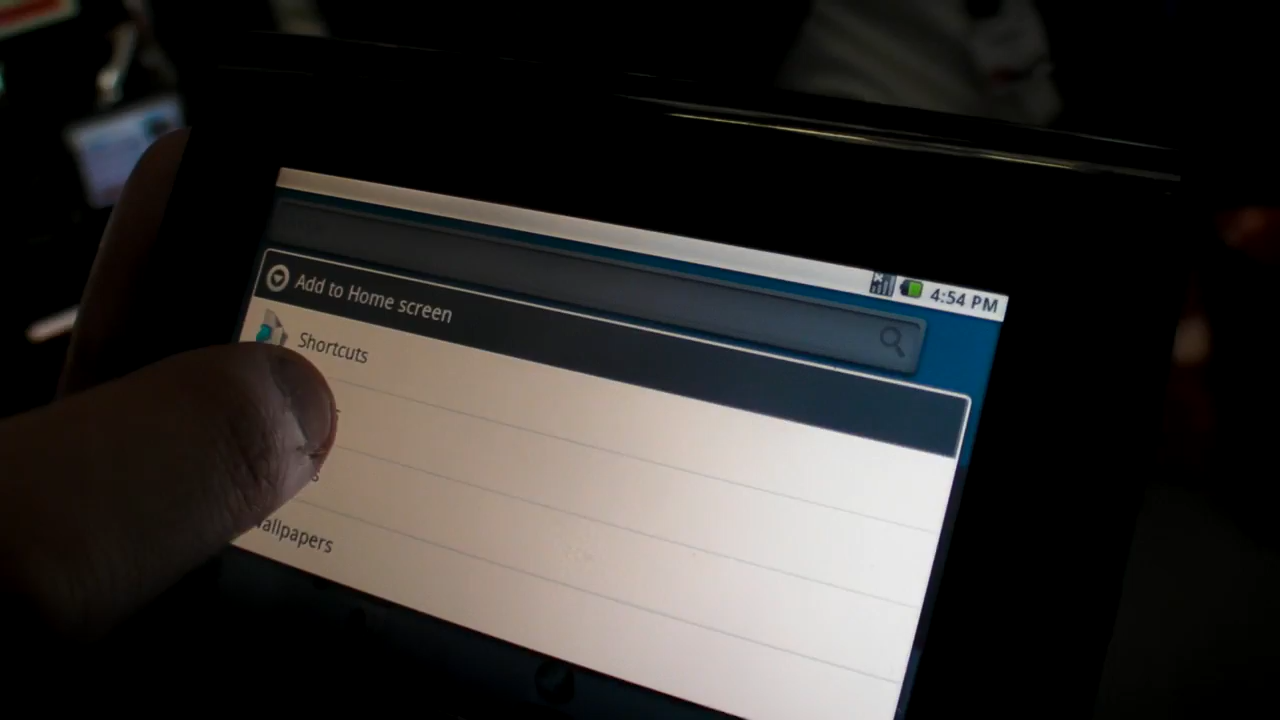 4:54 PM
Add to Home screen
Shortcuts
s
allpapers